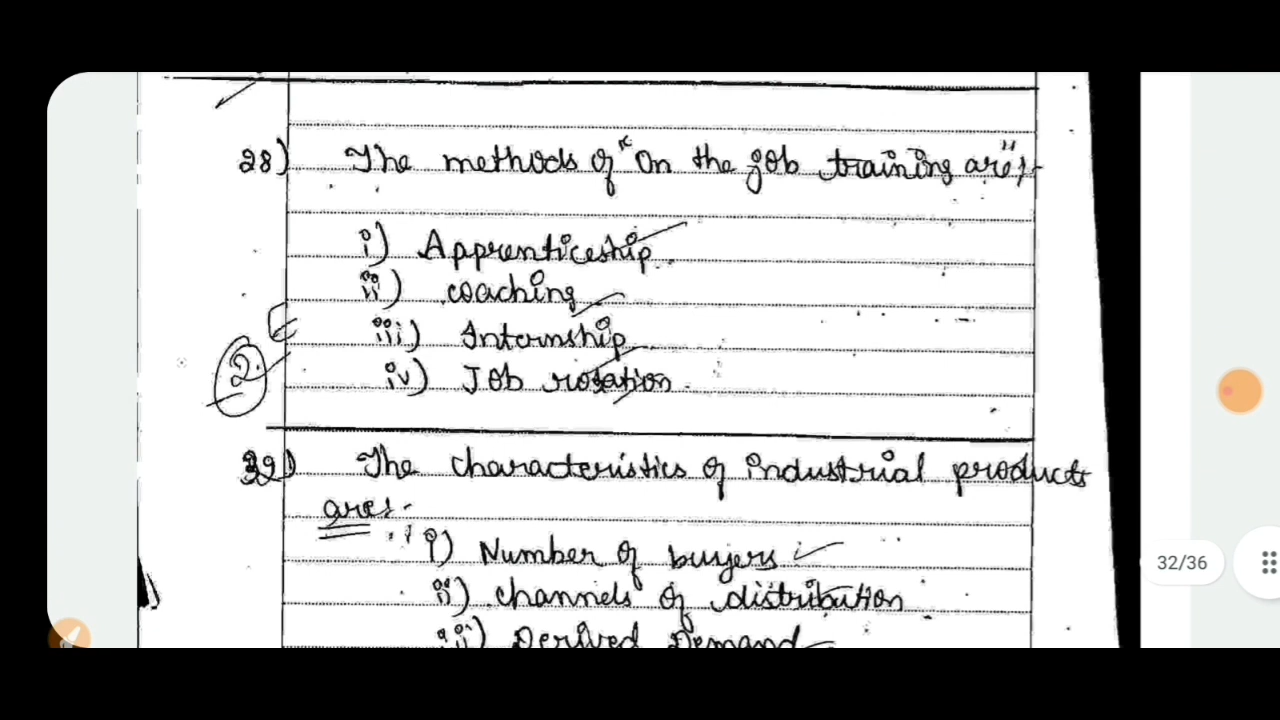 28) The methods of "On the job training are":-
i) Apprenticeship.
ii) coaching
iii) Internship
2.
iv) Job rotation.
39) The characteristics of industrial products
are:-
i) Number of buyers
ii) channels of distribution
32/36
iii) Derived Demand